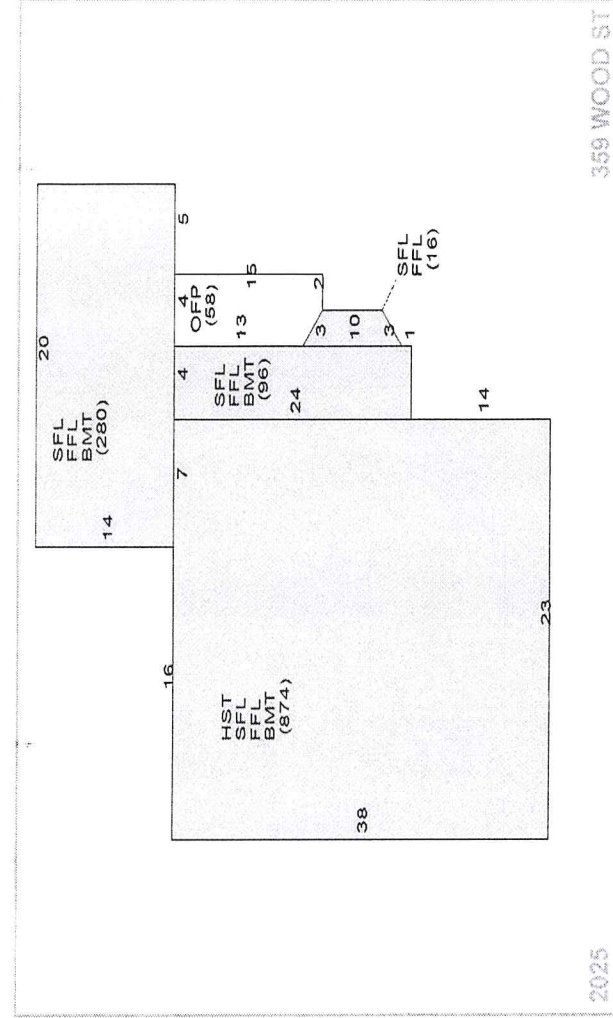 20
SFL
FFL
BMT
(280)
14
16
7
4
4
5
OFP
(58)
13
15
SFL
FFL
BMT
(96)
24
HST
SFL
FFL
BMT
(874)
2
3
10
3
1
SFL
FFL
(16)
38
14
23
2025
359 WOOD ST